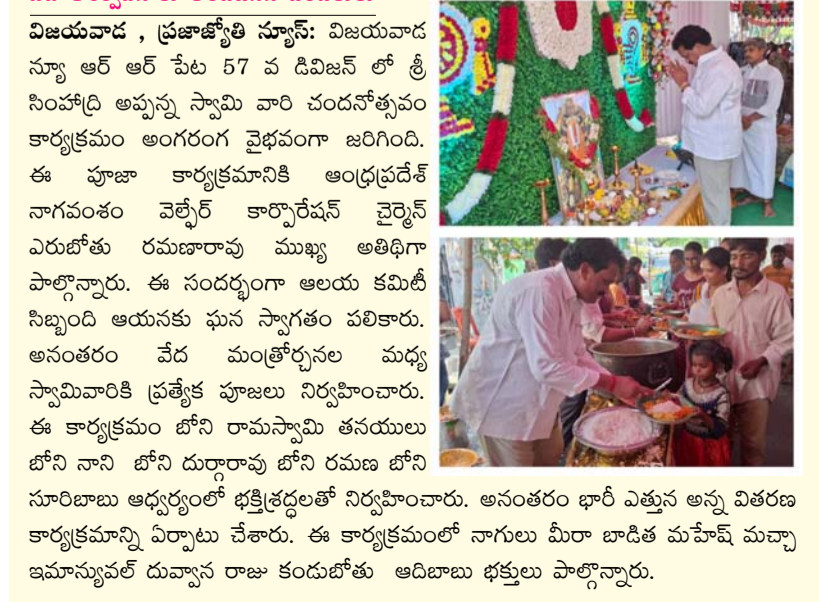 విజయవాడ , ప్రజాజ్యోతి న్యూస్: విజయవాడ
న్యూ ఆర్ ఆర్ పేట 57 వ డివిజన్ లో శ్రీ
సింహాద్రి అప్పన్న స్వామి వారి చందనోత్సవం
కార్యక్రమం అంగరంగ వైభవంగా జరిగింది.
ఈ పూజా కార్యక్రమానికి ఆంధ్రప్రదేశ్
నాగవంశం వెల్ఫేర్ కార్పొరేషన్ చైర్మెన్
ఎరుబోతు రమణారావు ముఖ్య అతిథిగా
పాల్గొన్నారు. ఈ సందర్భంగా ఆలయ కమిటీ
సిబ్బంది ఆయనకు ఘన స్వాగతం పలికారు.
అనంతరం వేద మంత్రోర్చనల మధ్య
స్వామివారికి ప్రత్యేక పూజలు నిర్వహించారు.
ఈ కార్యక్రమం బోని రామస్వామి తనయులు
బోని నాని బోని దుర్గారావు బోని రమణ బోని
సూరిబాబు ఆధ్వర్యంలో భక్తిశ్రద్ధలతో నిర్వహించారు. అనంతరం భారీ ఎత్తున అన్న వితరణ
కార్యక్రమాన్ని ఏర్పాటు చేశారు. ఈ కార్యక్రమంలో నాగులు మీరా బాడిత మహేష్ మచ్చా
ఇమాన్యువల్ దువ్వాన రాజు కండుబోతు ఆదిబాబు భక్తులు పాల్గొన్నారు.